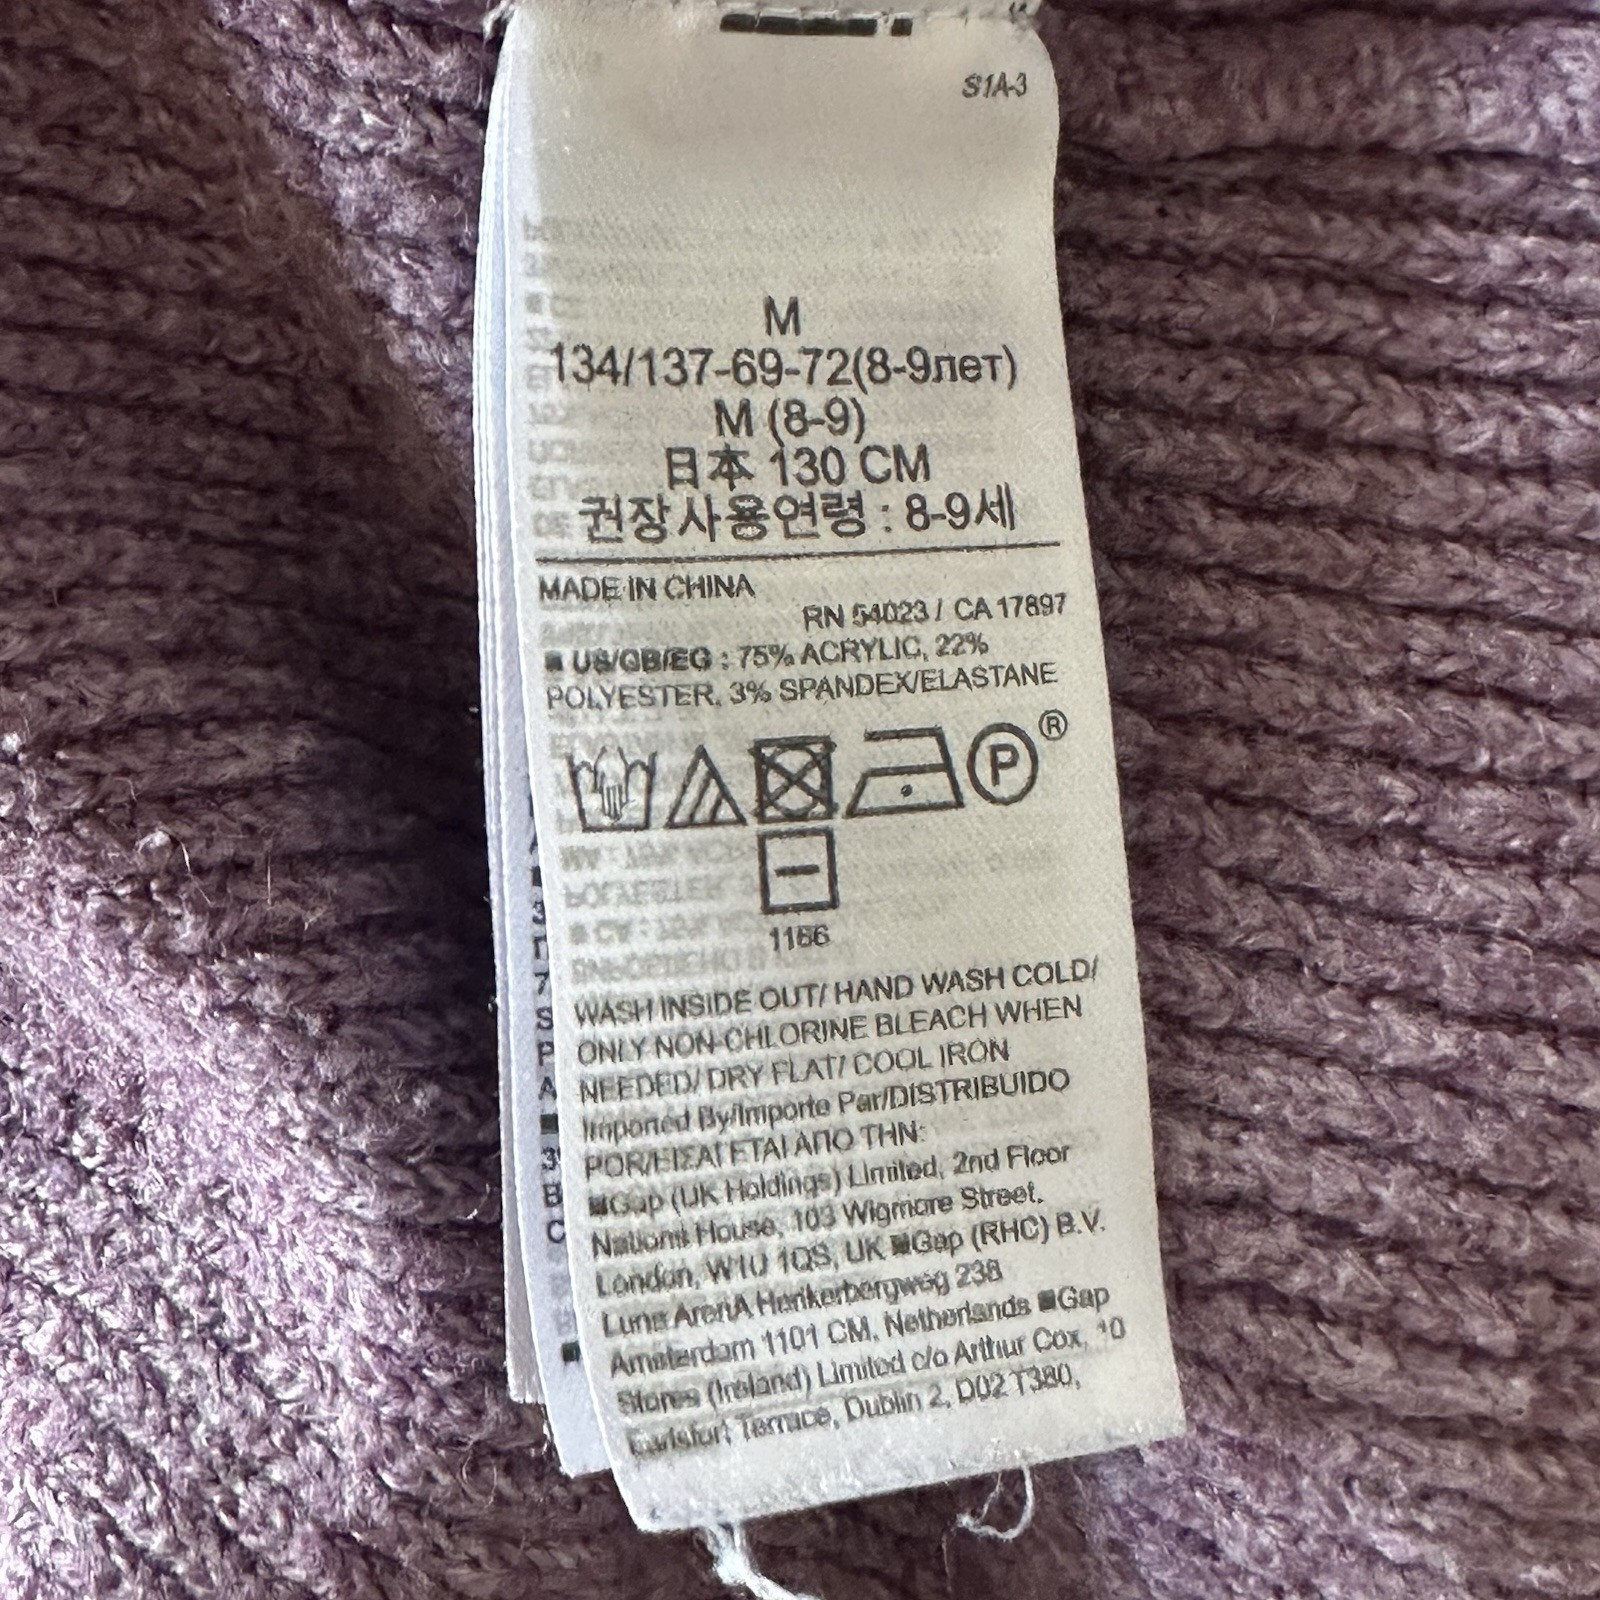 S1A-3
M
134/137-69-72(8-9лет)
M (8-9)
日本 130 CM
권장사용연령 : 8-9세
MADE IN CHINA
RN 54023 / CA 17897
■ US/GB/EG : 75% ACRYLIC, 22%
POLYESTER, 3% SPANDEX/ELASTANE
P®
1166
WASH INSIDE OUT/ HAND WASH COLD/
ONLY NON-CHLORINE BLEACH WHEN
NEEDED/ DRY FLAT/ COOL IRON
Imported By/Importe Par/DISTRIBUIDO
POR/ΕΙΣΑΓΕΤΑΙ ΑΠΟ ΤΗΝ:
■Gap (UK Holdings) Limited, 2nd Floor
Nations House, 103 Wigmore Street,
London, W1U 1QS, UK ■Gap (RHC) B.V.
Luna ArenA Herikerbergweg 238
Amsterdam 1101 CM, Netherlands ■Gap
Stores (Ireland) Limited c/o Arthur Cox, 10
Earlsfort Terrace, Dublin 2, D02 T380,